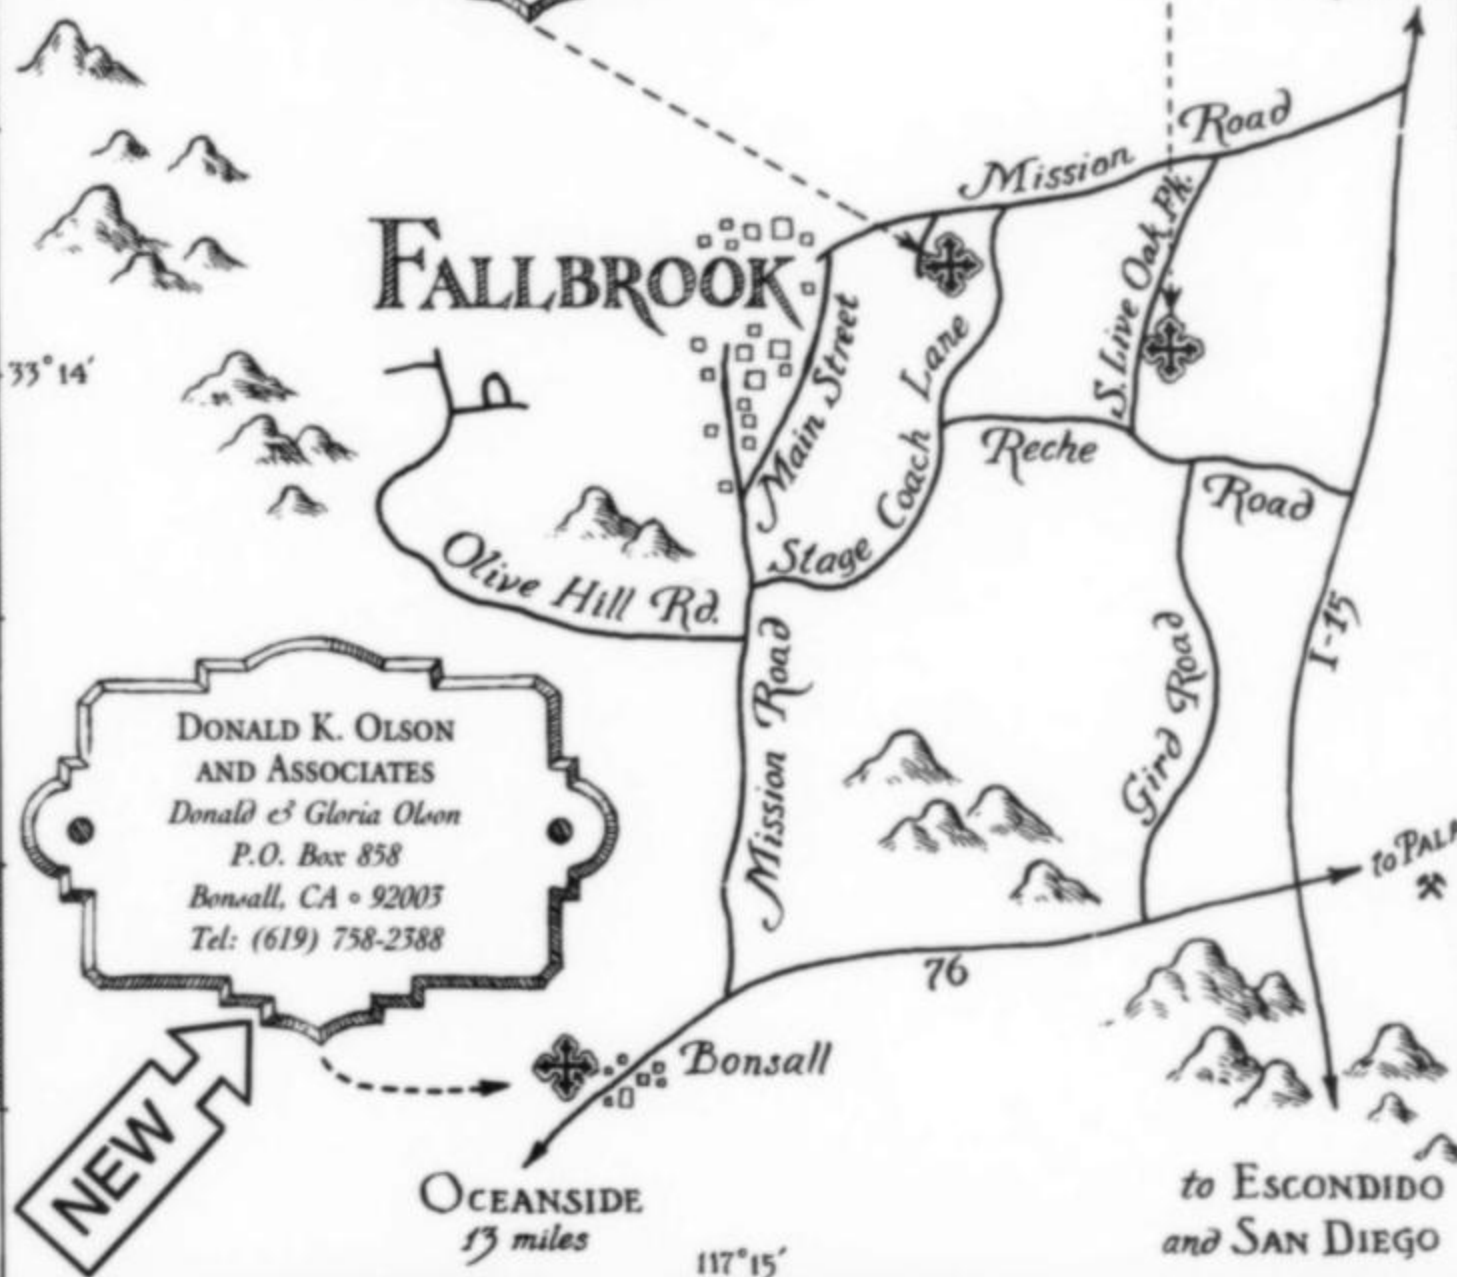 Mission Road
FALLBROOK
S. Live Oak Pk.
Main Street
Stage Coach Lane
33°14′
Reche Road
Olive Hill Rd.
I-15
Mission Road
Gird Road
DONALD K. OLSON
AND ASSOCIATES
Donald & Gloria Olson
P.O. Box 858
Bonsall, CA ∘ 92003
Tel: (619) 758-2388
to PALA
76
Bonsall
NEW
OCEANSIDE
13 miles
to ESCONDIDO
and SAN DIEGO
117°15′